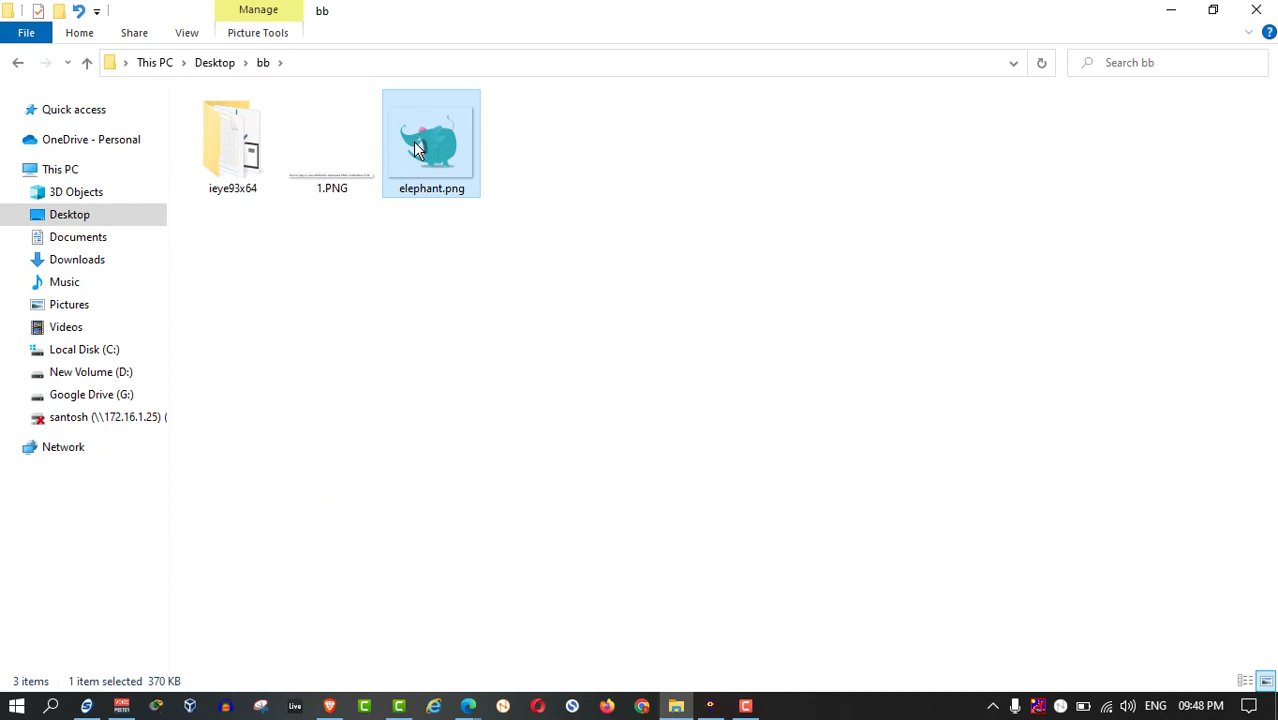 Manage
bb
File
Home
Share
View
Picture Tools
This PC
Desktop
bb
Search bb
Quick access
OneDrive - Personal
This PC
3D Objects
Desktop
Documents
Downloads
Music
Pictures
Videos
Local Disk (C:)
New Volume (D:)
Google Drive (G:)
santosh (\\172.16.1.25) (
Network
ieye93x64
1.PNG
elephant.png
3 items
1 item selected 370 KB
Live
ENG
09:48 PM